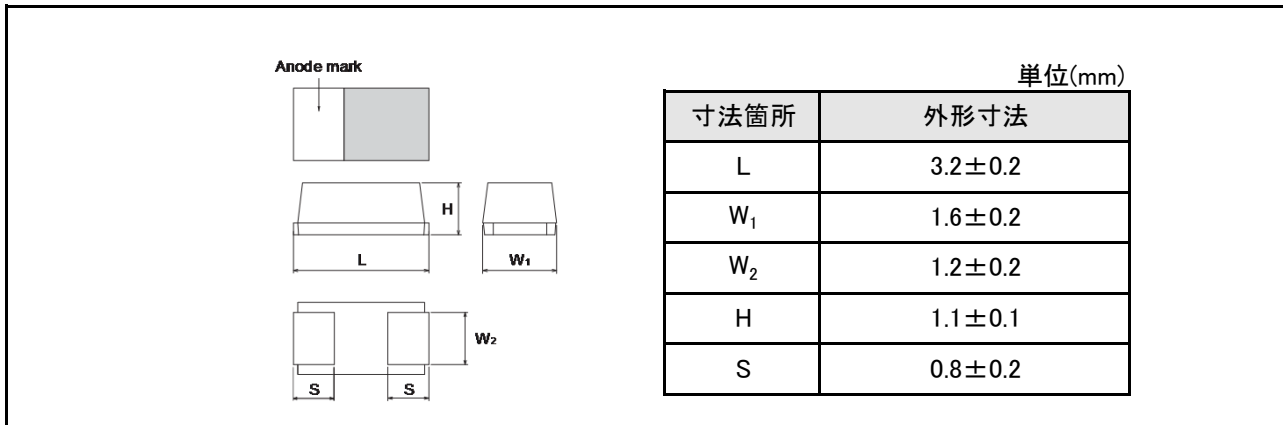 Anode mark
H
L
W₁
W₂
S S
単位(mm)
寸法箇所 外形寸法
L 3.2±0.2
W₁ 1.6±0.2
W₂ 1.2±0.2
H 1.1±0.1
S 0.8±0.2